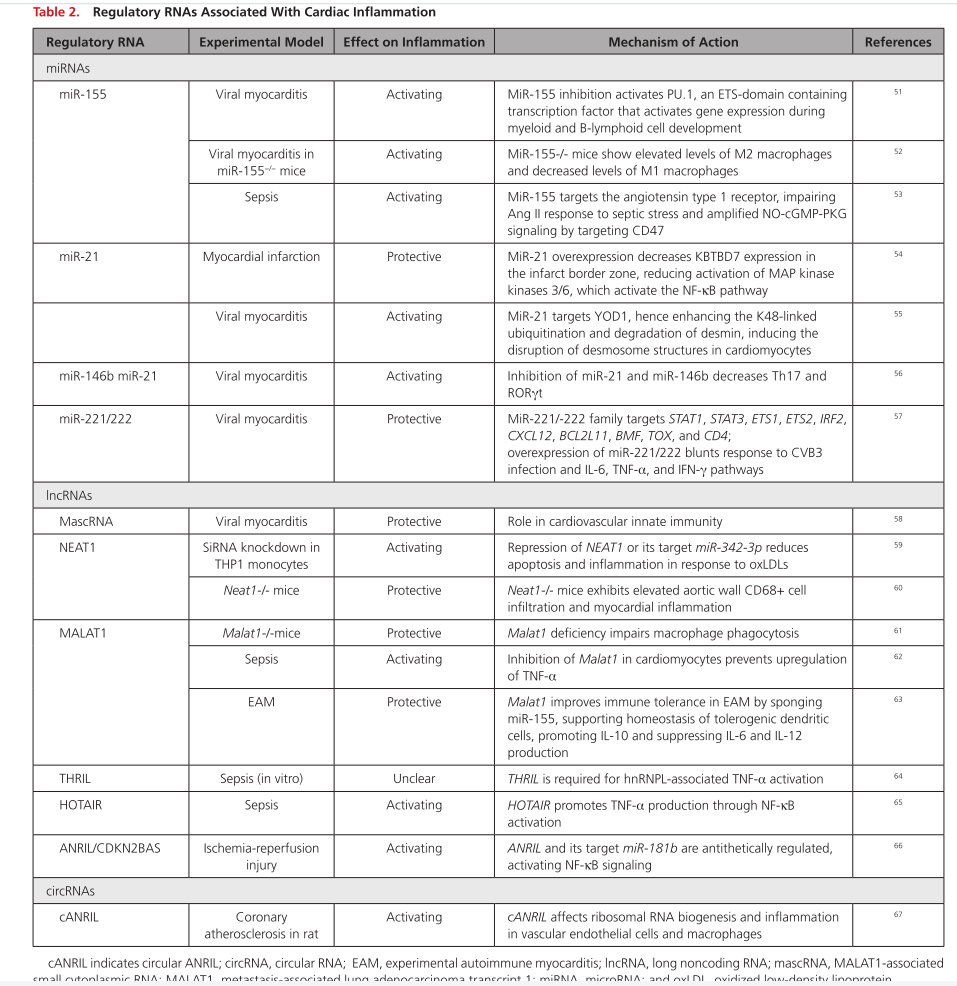 Table 2. Regulatory RNAs Associated With Cardiac Inflammation
Regulatory RNA Experimental Model Effect on Inflammation Mechanism of Action References
miRNAs
miR-155 Viral myocarditis Activating MiR-155 inhibition activates PU.1, an ETS-domain containing 51
transcription factor that activates gene expression during
myeloid and B-lymphoid cell development
Viral myocarditis in Activating MiR-155-/- mice show elevated levels of M2 macrophages 52
miR-155−/− mice and decreased levels of M1 macrophages
Sepsis Activating MiR-155 targets the angiotensin type 1 receptor, impairing 53
Ang II response to septic stress and amplified NO-cGMP-PKG
signaling by targeting CD47
miR-21 Myocardial infarction Protective MiR-21 overexpression decreases KBTBD7 expression in 54
the infarct border zone, reducing activation of MAP kinase
kinases 3/6, which activate the NF-κB pathway
Viral myocarditis Activating MiR-21 targets YOD1, hence enhancing the K48-linked 55
ubiquitination and degradation of desmin, inducing the
disruption of desmosome structures in cardiomyocytes
miR-146b miR-21 Viral myocarditis Activating Inhibition of miR-21 and miR-146b decreases Th17 and 56
RORγt
miR-221/222 Viral myocarditis Protective MiR-221/-222 family targets STAT1, STAT3, ETS1, ETS2, IRF2, 57
CXCL12, BCL2L11, BMF, TOX, and CD4;
overexpression of miR-221/222 blunts response to CVB3
infection and IL-6, TNF-α, and IFN-γ pathways
lncRNAs
MascRNA Viral myocarditis Protective Role in cardiovascular innate immunity 58
NEAT1 SiRNA knockdown in Activating Repression of NEAT1 or its target miR-342-3p reduces 59
THP1 monocytes apoptosis and inflammation in response to oxLDLs
Neat1-/- mice Protective Neat1-/- mice exhibits elevated aortic wall CD68+ cell 60
infiltration and myocardial inflammation
MALAT1 Malat1-/-mice Protective Malat1 deficiency impairs macrophage phagocytosis 61
Sepsis Activating Inhibition of Malat1 in cardiomyocytes prevents upregulation 62
of TNF-α
EAM Protective Malat1 improves immune tolerance in EAM by sponging 63
miR-155, supporting homeostasis of tolerogenic dendritic
cells, promoting IL-10 and suppressing IL-6 and IL-12
production
THRIL Sepsis (in vitro) Unclear THRIL is required for hnRNPL-associated TNF-α activation 64
HOTAIR Sepsis Activating HOTAIR promotes TNF-α production through NF-κB 65
activation
ANRIL/CDKN2BAS Ischemia-reperfusion Activating ANRIL and its target miR-181b are antithetically regulated, 66
injury activating NF-κB signaling
circRNAs
cANRIL Coronary Activating cANRIL affects ribosomal RNA biogenesis and inflammation 67
atherosclerosis in rat in vascular endothelial cells and macrophages
cANRIL indicates circular ANRIL; circRNA, circular RNA; EAM, experimental autoimmune myocarditis; lncRNA, long noncoding RNA; mascRNA, MALAT1-associated
small cytoplasmic RNA; MALAT1, metastasis-associated lung adenocarcinoma transcript 1; miRNA, microRNA; and oxLDL, oxidized low-density lipoprotein